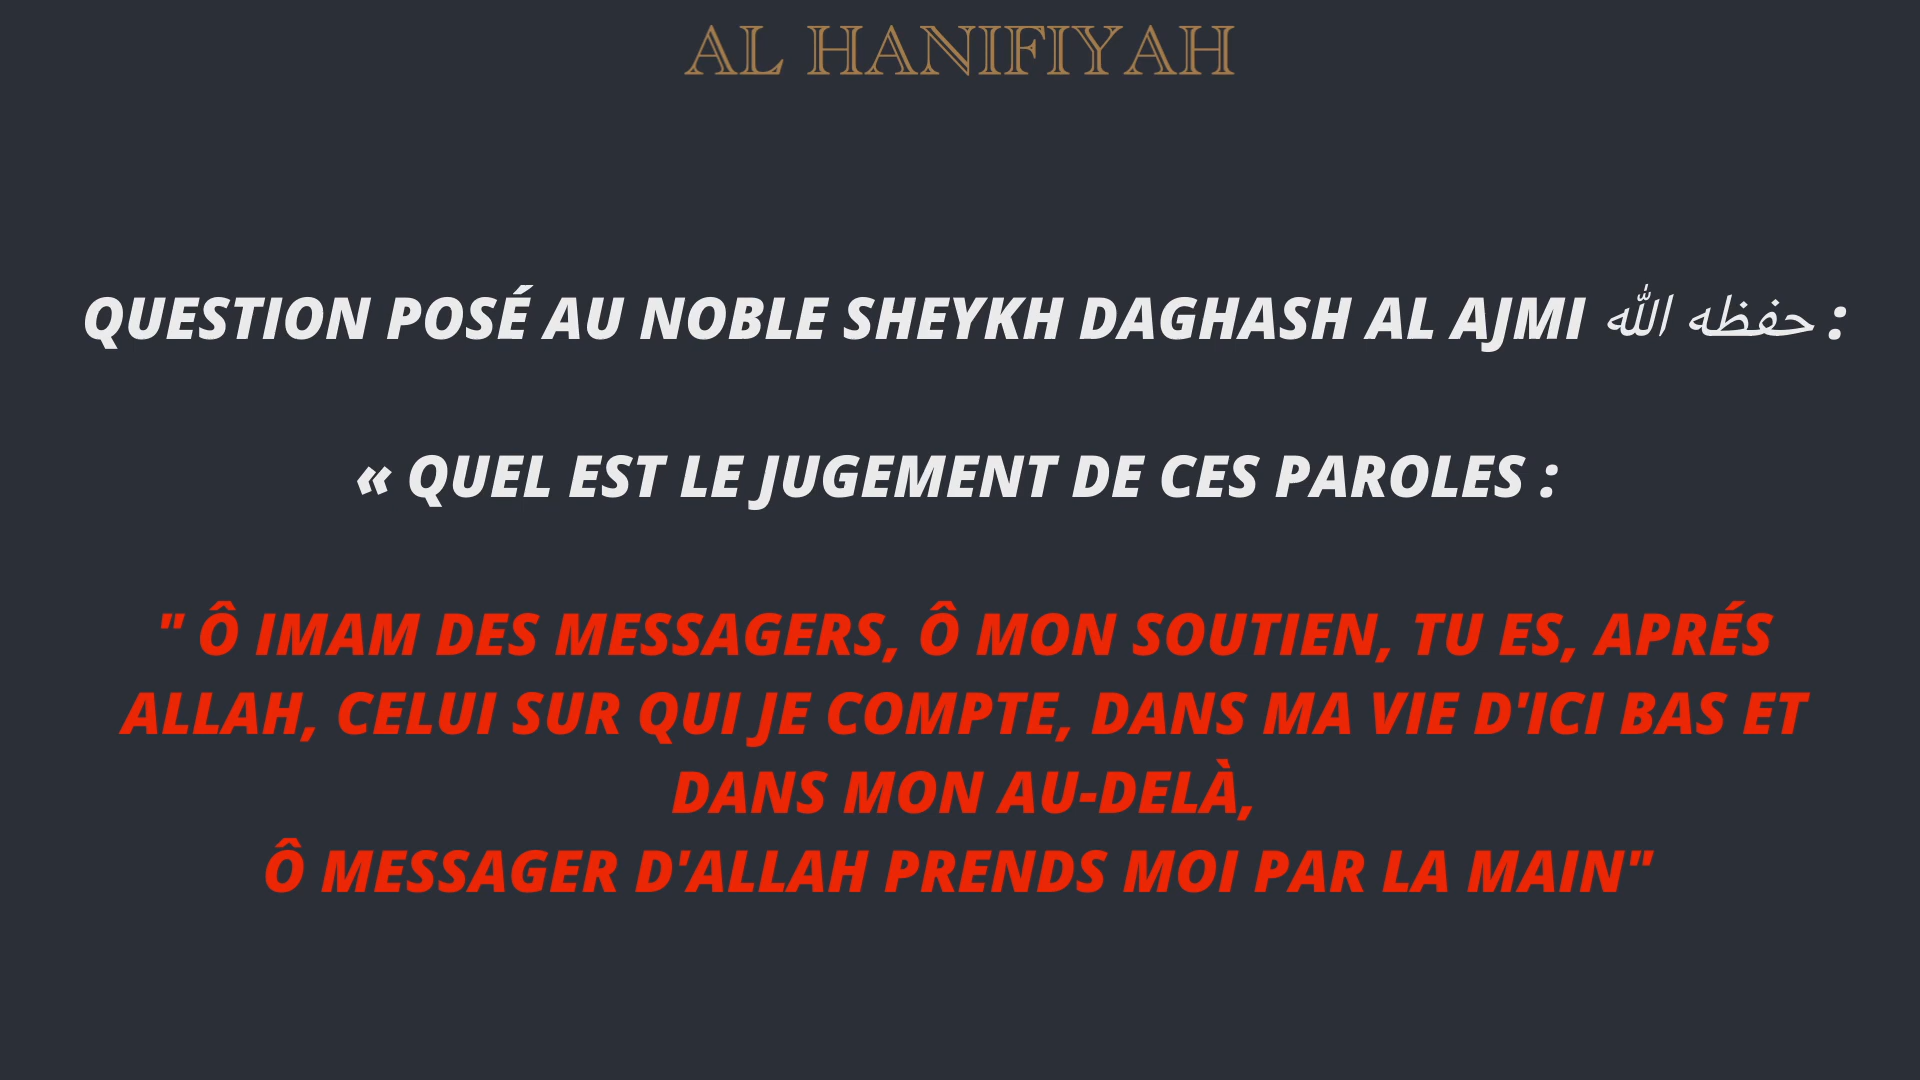 AL HANIFIYAH
QUESTION POSÉ AU NOBLE SHEYKH DAGHASH AL AJMI حفظه الله :
« QUEL EST LE JUGEMENT DE CES PAROLES :
" Ô IMAM DES MESSAGERS, Ô MON SOUTIEN, TU ES, APRÉS
ALLAH, CELUI SUR QUI JE COMPTE, DANS MA VIE D'ICI BAS ET
DANS MON AU-DELÀ,
Ô MESSAGER D'ALLAH PRENDS MOI PAR LA MAIN"